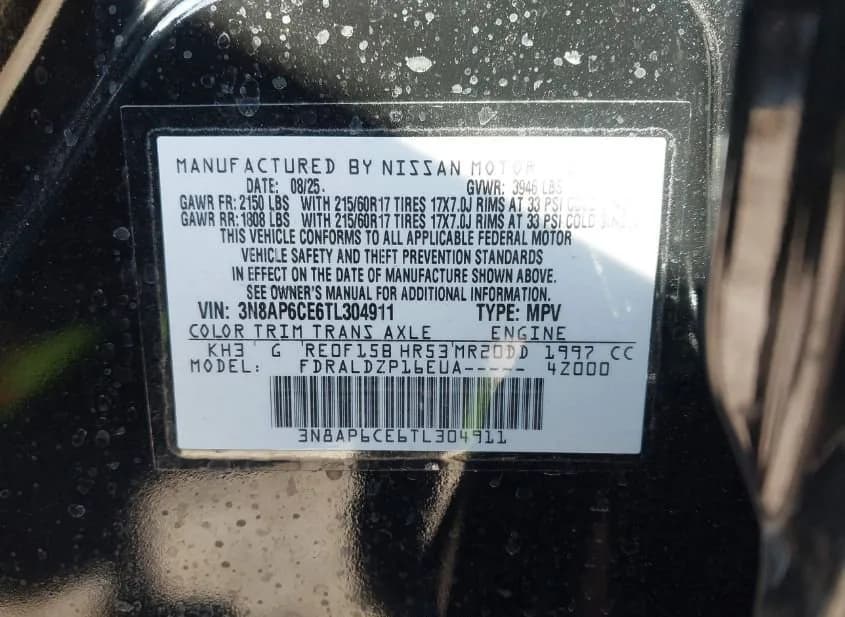 MANUFACTURED BY NISSAN MOTOR
DATE: 08/25. GVWR: 3946 LBS
GAWR FR: 2150 LBS WITH 215/60R17 TIRES 17X7.0J RIMS AT 33 PSI COLD
GAWR RR: 1808 LBS WITH 215/60R17 TIRES 17X7.0J RIMS AT 33 PSI COLD
THIS VEHICLE CONFORMS TO ALL APPLICABLE FEDERAL MOTOR
VEHICLE SAFETY AND THEFT PREVENTION STANDARDS
IN EFFECT ON THE DATE OF MANUFACTURE SHOWN ABOVE.
SEE OWNER'S MANUAL FOR ADDITIONAL INFORMATION.
VIN: 3N8AP6CE6TL304911 TYPE: MPV
COLOR TRIM TRANS AXLE ENGINE
KH3 G RE0F15B HR53 MR20DD 1997 CC
MODEL: FDRALDZP16EUA----- 4Z000
3N8AP6CE6TL304911